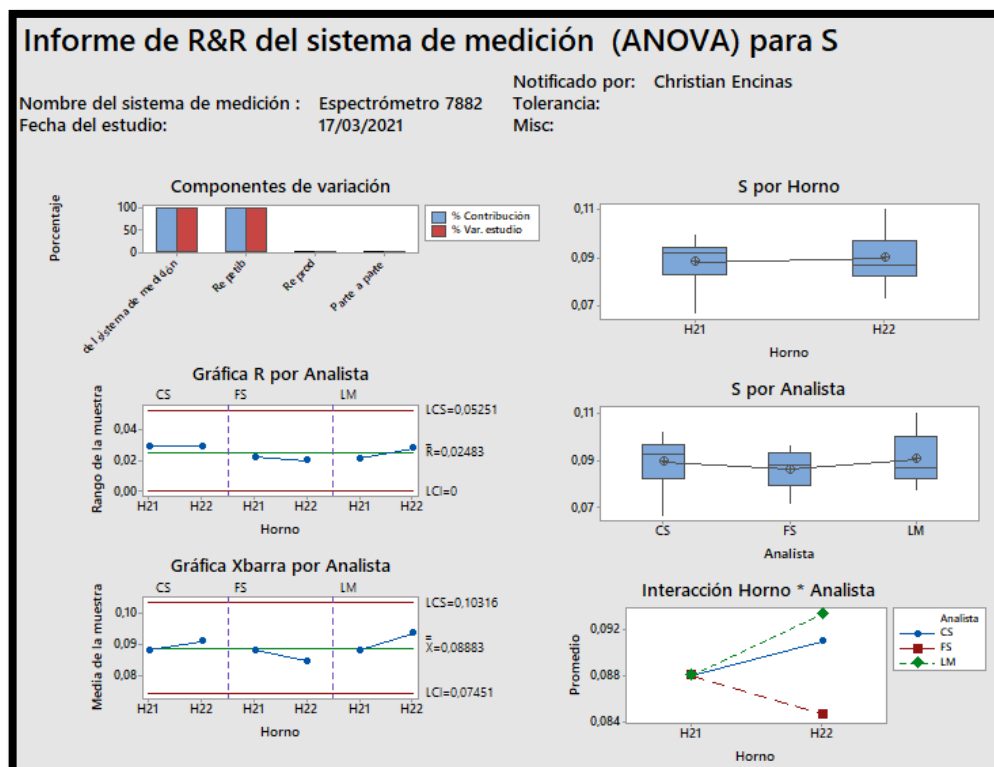 Informe de R&R del sistema de medición (ANOVA) para S
Notificado por: Christian Encinas
Nombre del sistema de medición : Espectrómetro 7882
Tolerancia:
Fecha del estudio: 17/03/2021
Misc:
Componentes de variación
Porcentaje
100
50
0
del sistema de medición
Repetib
Reprod
Parte a parte
% Contribución
% Var. estudio
S por Horno
0,11
0,09
0,07
H21 H22
Horno
Gráfica R por Analista
CS FS LM
Rango de la muestra
0,04
0,02
0,00
LCS=0,05251
R=0,02483
LCI=0
H21 H22 H21 H22 H21 H22
Horno
S por Analista
0,11
0,09
0,07
CS FS LM
Analista
Gráfica Xbarra por Analista
CS FS LM
Media de la muestra
0,10
0,09
0,08
LCS=0,10316
X=0,08883
LCI=0,07451
H21 H22 H21 H22 H21 H22
Horno
Interacción Horno * Analista
Promedio
0,092
0,088
0,084
H21 H22
Horno
Analista
CS
FS
LM